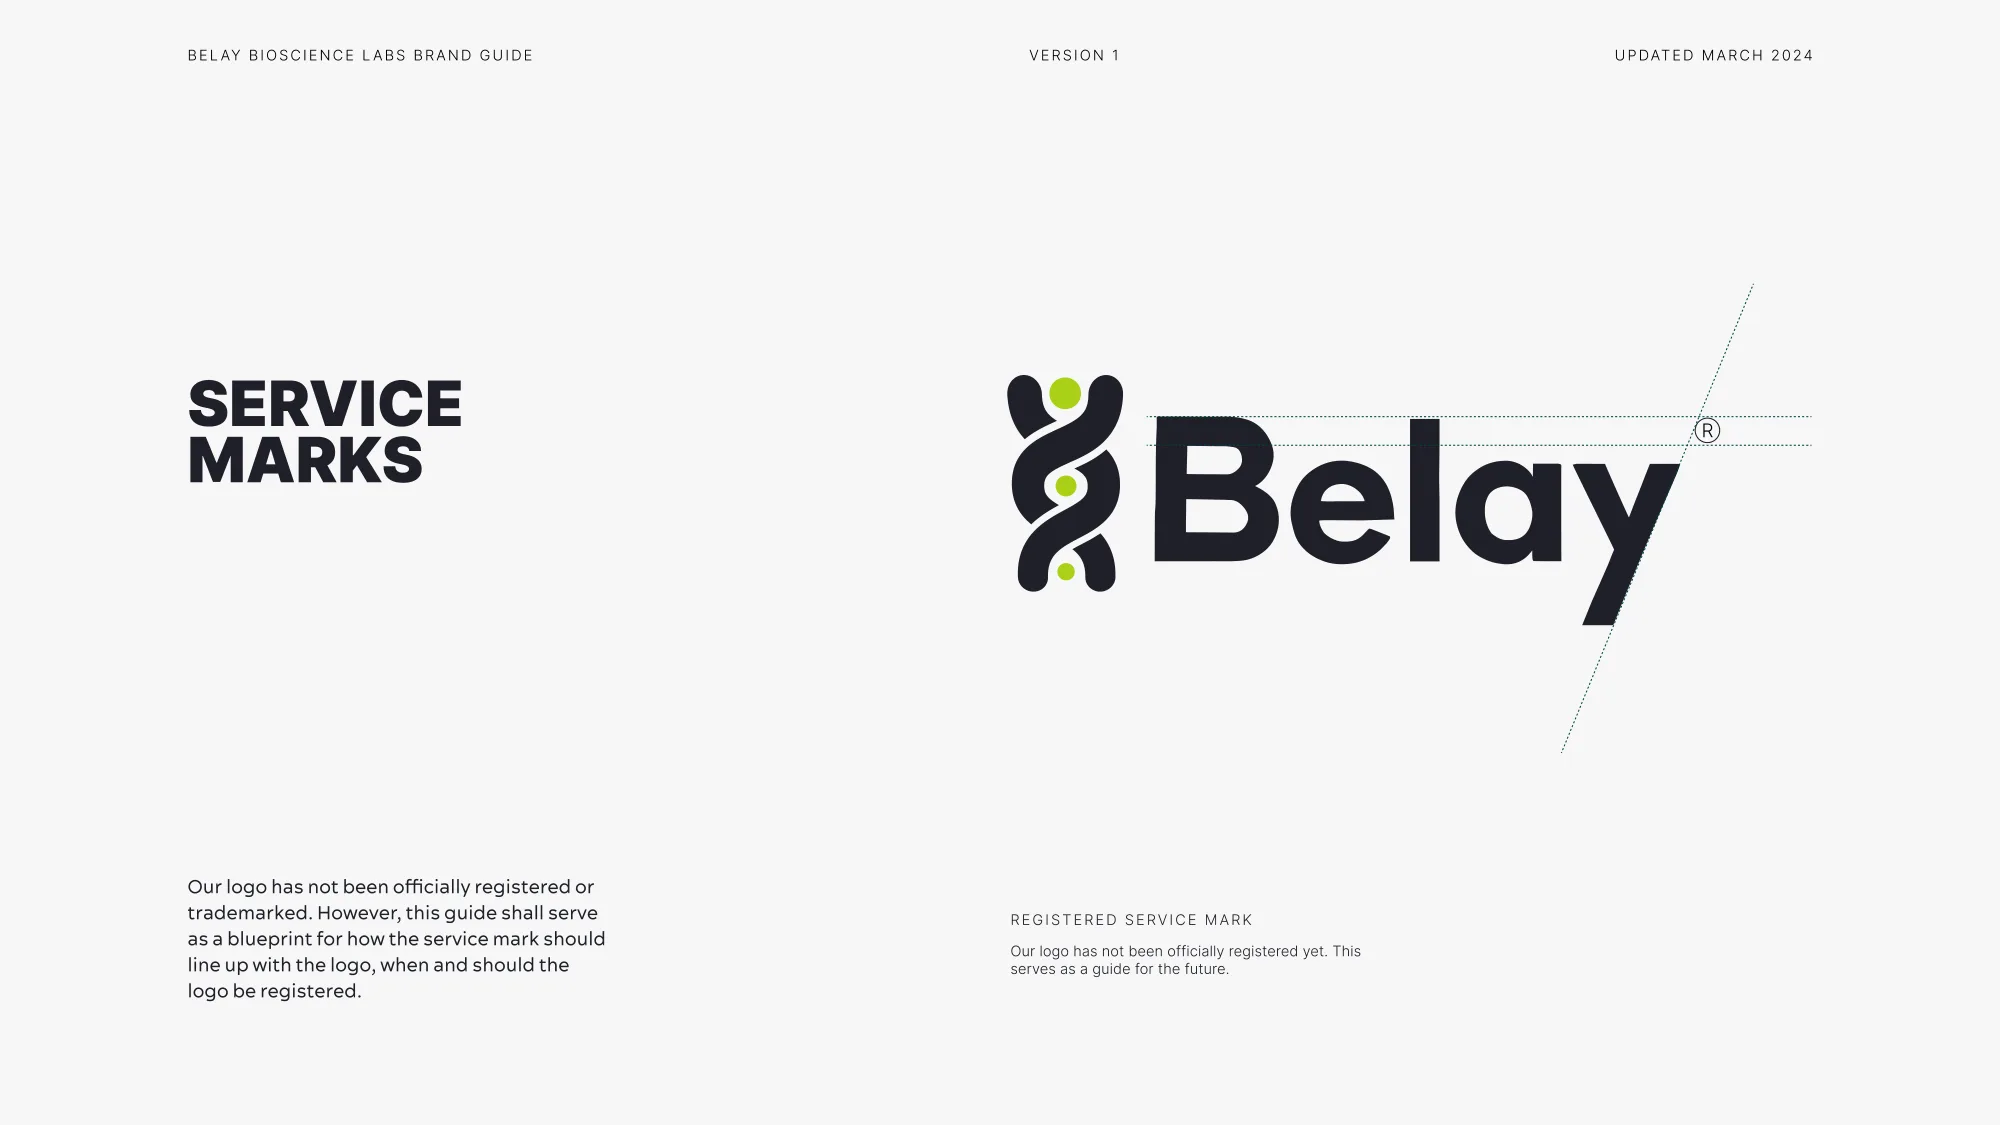 BELAY BIOSCIENCE LABS BRAND GUIDE
VERSION 1
UPDATED MARCH 2024
SERVICE
MARKS
Belay®
Our logo has not been officially registered or
trademarked. However, this guide shall serve
as a blueprint for how the service mark should
line up with the logo, when and should the
logo be registered.
REGISTERED SERVICE MARK
Our logo has not been officially registered yet. This
serves as a guide for the future.